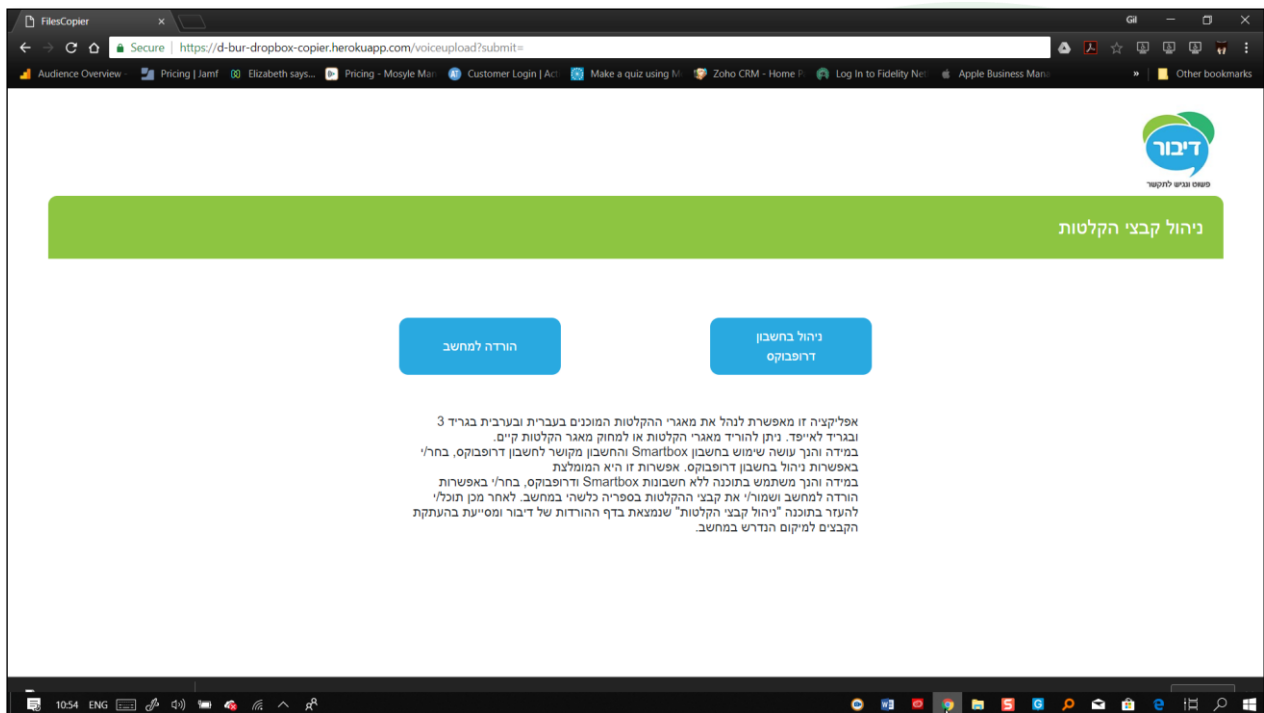 FilesCopier
Gil
Secure | https://d-bur-dropbox-copier.herokuapp.com/voiceupload?submit=
Audience Overview - Pricing | Jamf Elizabeth says... Pricing - Mosyle Man Customer Login | Act Make a quiz using M Zoho CRM - Home P Log In to Fidelity Net Apple Business Mana » Other bookmarks
דיבור
פשוט ונגיש לתקשר
ניהול קבצי הקלטות
ניהול בחשבון
דרופבוקס
הורדה למחשב
אפליקציה זו מאפשרת לנהל את מאגרי ההקלטות המוכנים בעברית ובערבית בגריד 3
ובגריד לאייפד. ניתן להוריד מאגרי הקלטות או למחוק מאגר הקלטות קיים.
במידה והנך עושה שימוש בחשבון Smartbox והחשבון מקושר לחשבון דרופבוקס, בחר/י
באפשרות ניהול בחשבון דרופבוקס. אפשרות זו היא המומלצת
במידה והנך משתמש בתוכנה ללא חשבונות Smartbox ודרופבוקס, בחר/י באפשרות
הורדה למחשב ושמור/י את קבצי ההקלטות בספריה כלשהי במחשב. לאחר מכן תוכל/י
להעזר בתוכנה "ניהול קבצי הקלטות" שנמצאת בדף ההורדות של דיבור ומסייעת בהעתקת
הקבצים למיקום הנדרש במחשב.
10:54 ENG